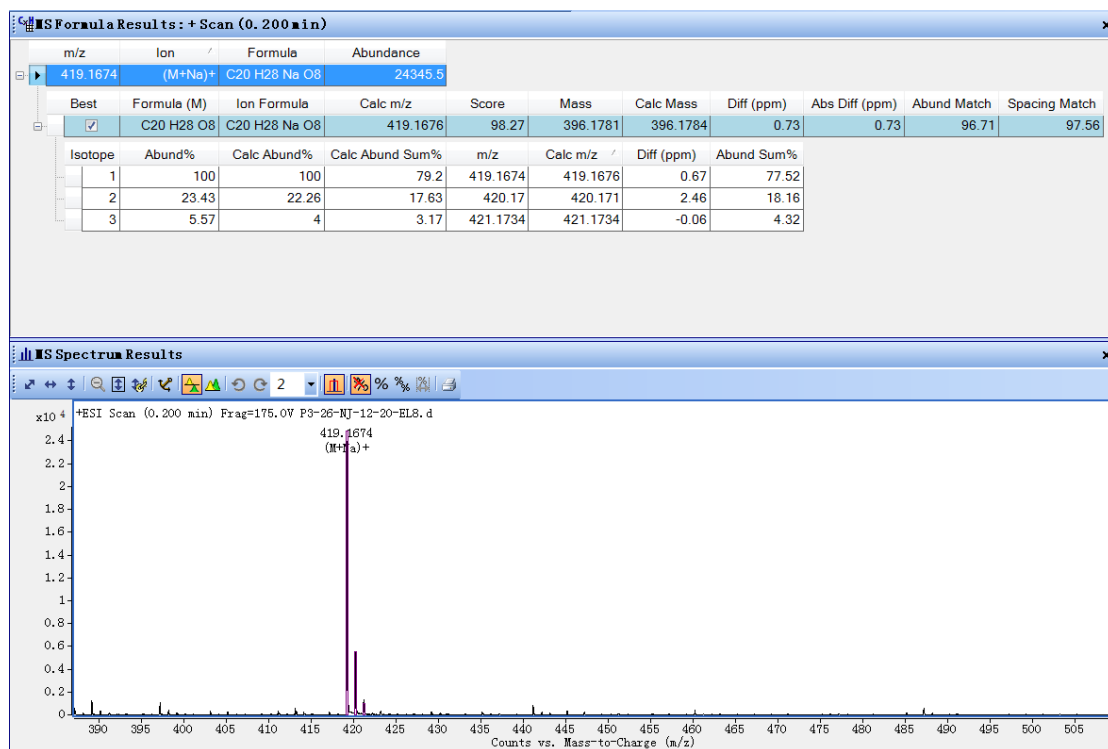 MS Formula Results: + Scan (0.200 min)
m/z Ion Formula Abundance
419.1674 (M+Na)+ C20 H28 Na O8 24345.5
Best Formula (M) Ion Formula Calc m/z Score Mass Calc Mass Diff (ppm) Abs Diff (ppm) Abund Match Spacing Match
C20 H28 O8 C20 H28 Na O8 419.1676 98.27 396.1781 396.1784 0.73 0.73 96.71 97.56
Isotope Abund% Calc Abund% Calc Abund Sum% m/z Calc m/z Diff (ppm) Abund Sum%
1 100 100 79.2 419.1674 419.1676 0.67 77.52
2 23.43 22.26 17.63 420.17 420.171 2.46 18.16
3 5.57 4 3.17 421.1734 421.1734 -0.06 4.32
MS Spectrum Results
2 % %
x10 4
+ESI Scan (0.200 min) Frag=175.0V P3-26-NJ-12-20-EL8.d
419.1674
(M+Na)+
2.4
2.2
2
1.8
1.6
1.4
1.2
1
0.8
0.6
0.4
0.2
0
390 395 400 405 410 415 420 425 430 435 440 445 450 455 460 465 470 475 480 485 490 495 500 505
Counts vs. Mass-to-Charge (m/z)